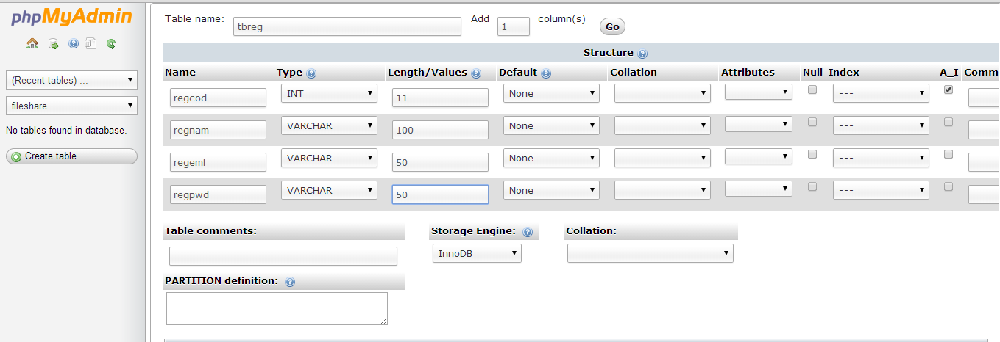 phpMyAdmin
(Recent tables) ...
fileshare
No tables found in database.
Create table
Table name: tbreg Add 1 column(s) Go
Structure
Name Type Length/Values Default Collation Attributes Null Index A_I Comm
regcod INT 11 None ---
regnam VARCHAR 100 None ---
regeml VARCHAR 50 None ---
regpwd VARCHAR 50 None ---
Table comments: Storage Engine: Collation:
InnoDB
PARTITION definition: